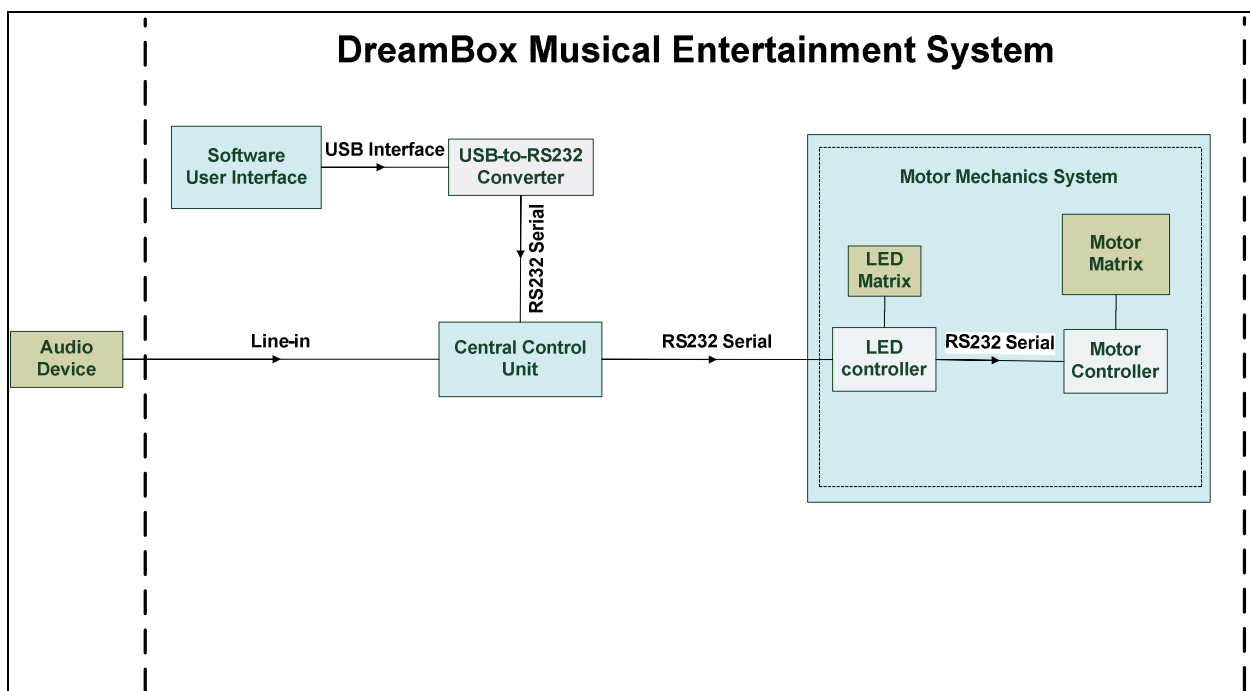 DreamBox Musical Entertainment System
Software
User Interface
USB Interface
USB-to-RS232
Converter
RS232 Serial
Audio
Device
Line-in
Central Control
Unit
RS232 Serial
Motor Mechanics System
LED
Matrix
Motor
Matrix
LED
controller
RS232 Serial
Motor
Controller